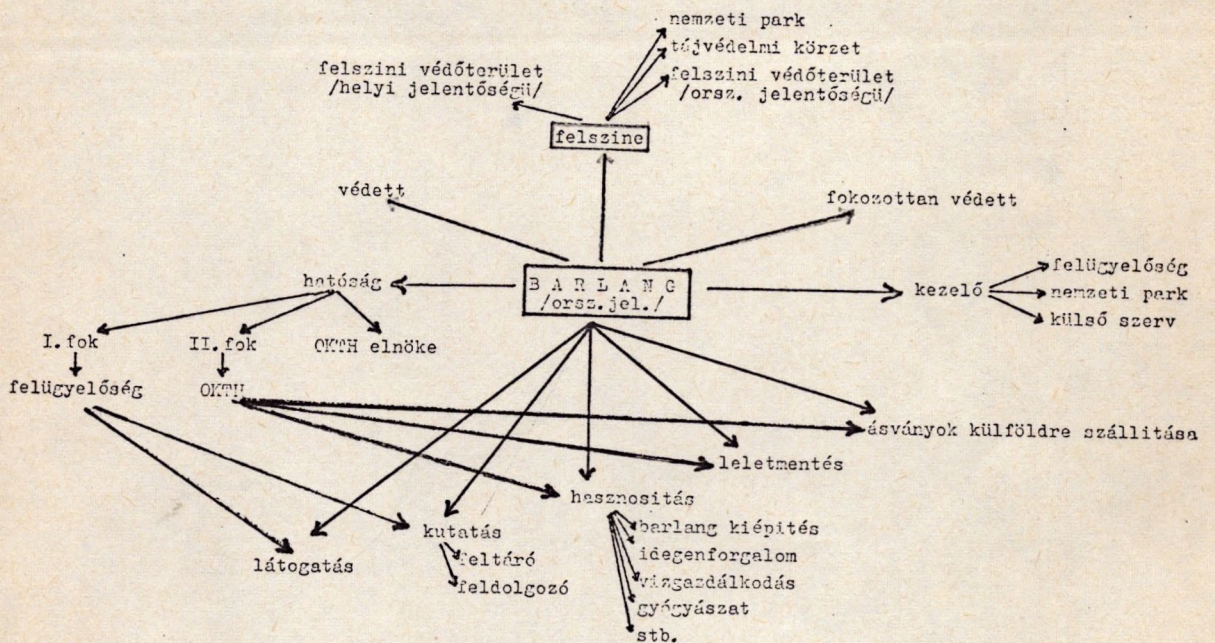 nemzeti park
tájvédelmi körzet
felszini védőterület
/helyi jelentőségü/
felszini védőterület
/orsz. jelentőségü/
felszine
védett
fokozottan védett
hatóság
BARLANG
/orsz.jel./
kezelő
felügyelőség
nemzeti park
külső szerv
I.fok
II.fok
OKTH elnöke
felügyelőség
OKTH
ásványok külföldre szállitása
leletmentés
hasznositás
barlang kiépités
idegenforgalom
vizgazdálkodás
gyógyászat
stb.
kutatás
feltáró
feldolgozó
látogatás